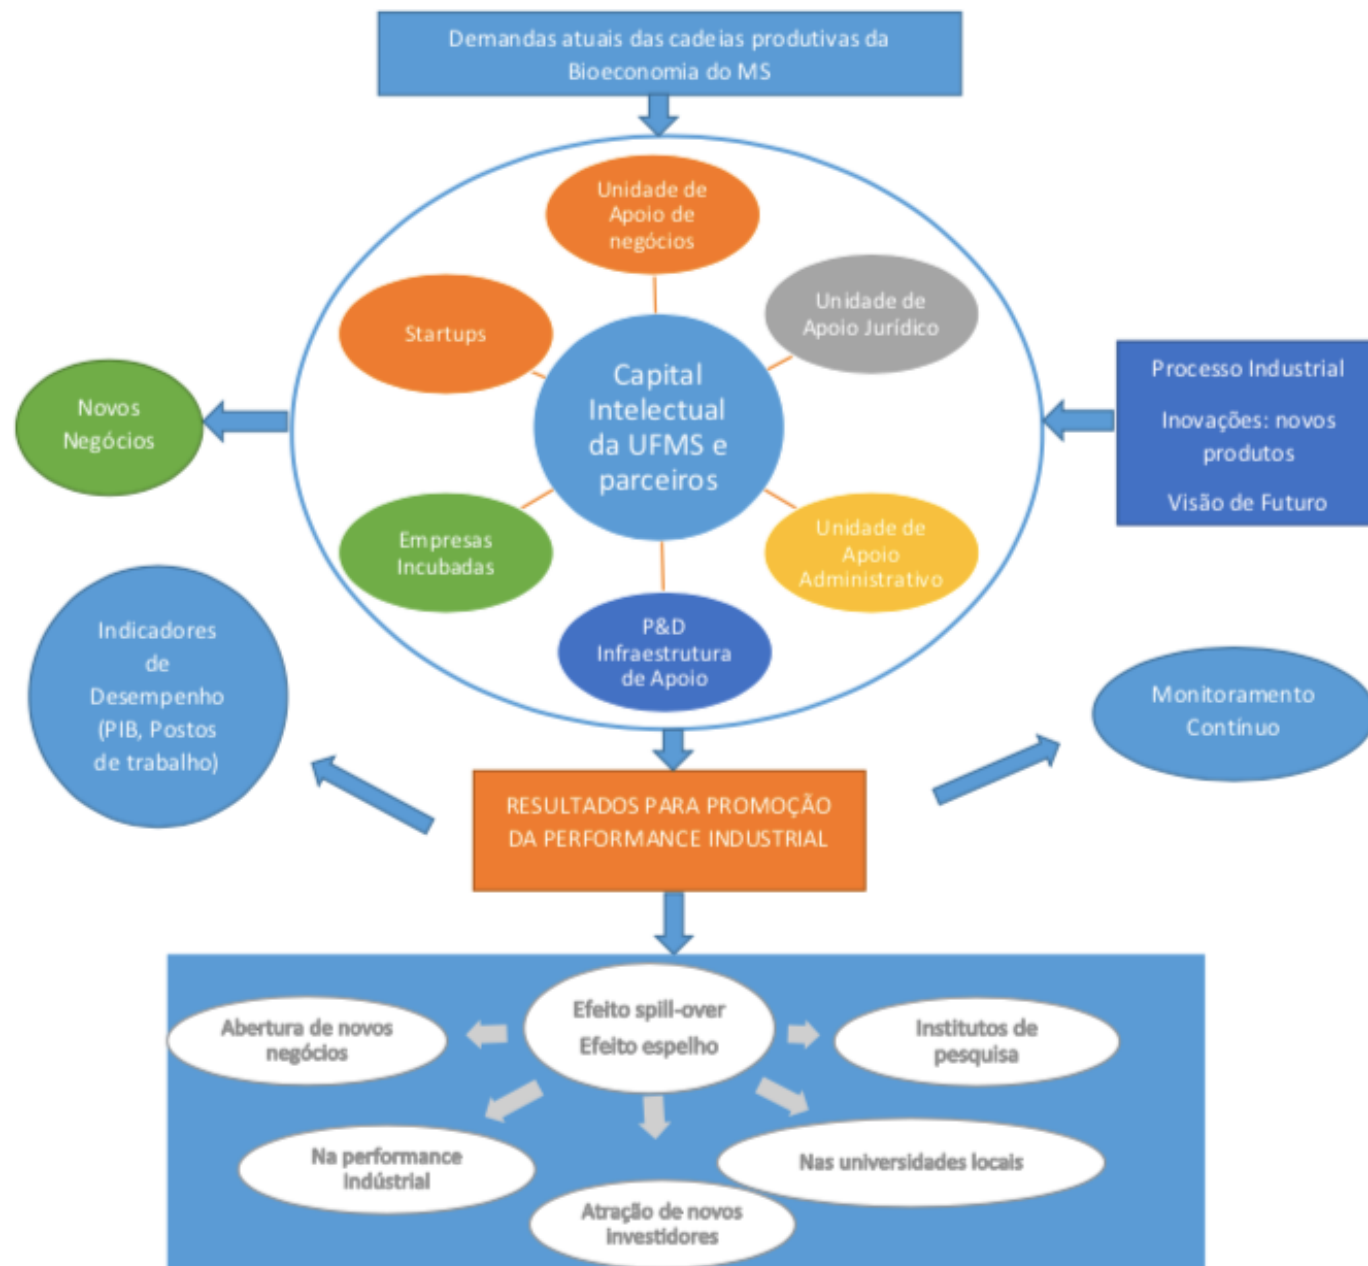 Demandas atuais das cadeias produtivas da
Bioeconomia do MS
Unidade de
Apoio de
negócios
Startups
Unidade de
Apoio Jurídico
Capital
Intelectual
da UFMS e
parceiros
Processo Industrial
Inovações: novos
produtos
Visão de Futuro
Novos
Negócios
Empresas
Incubadas
Unidade de
Apoio
Administrativo
P&D
Infraestrutura
de Apoio
Indicadores
de
Desempenho
(PIB, Postos
de trabalho)
Monitoramento
Contínuo
RESULTADOS PARA PROMOÇÃO
DA PERFORMANCE INDUSTRIAL
Efeito spill-over
Efeito espelho
Abertura de novos
negócios
Institutos de
pesquisa
Na performance
indústrial
Nas universidades locais
Atração de novos
investidores